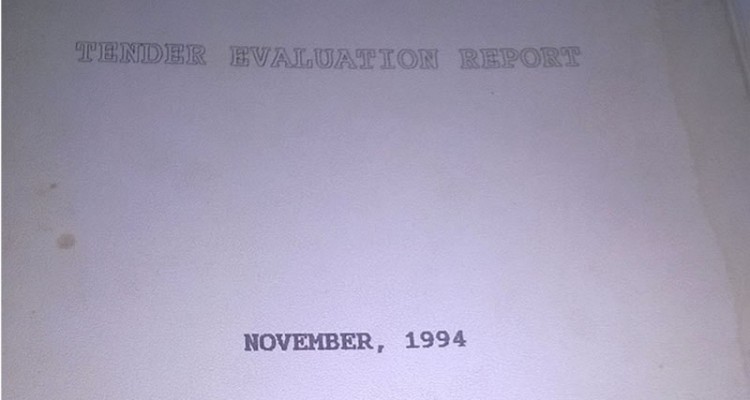 TENDER EVALUATION REPORT
NOVEMBER, 1994